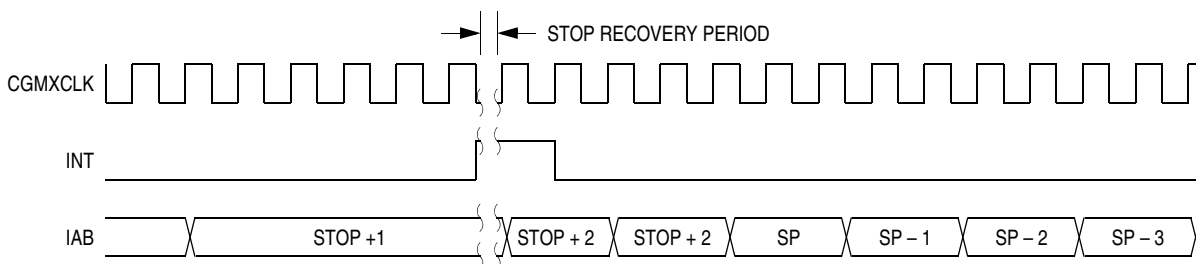 STOP RECOVERY PERIOD
CGMXCLK
INT
IAB
STOP +1
STOP + 2
STOP + 2
SP
SP – 1
SP – 2
SP – 3